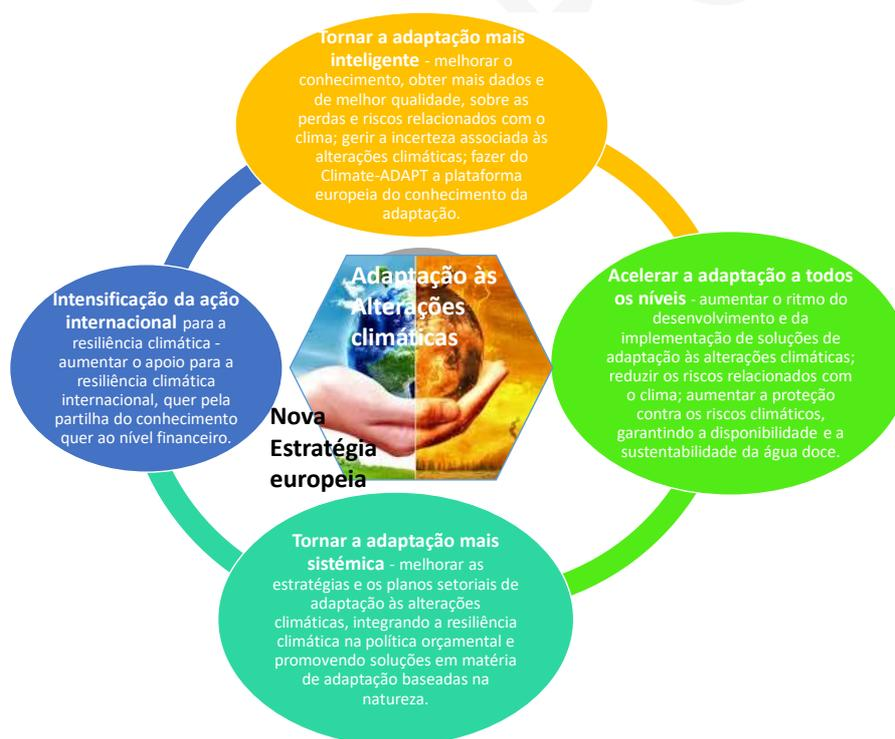 Tornar a adaptação mais
inteligente - melhorar o
conhecimento, obter mais dados e
de melhor qualidade, sobre as
perdas e riscos relacionados com o
clima; gerir a incerteza associada às
alterações climáticas; fazer do
Climate-ADAPT a plataforma
europeia do conhecimento da
adaptação.
Adaptação às
Alterações
climáticas
Nova
Estratégia
europeia
Acelerar a adaptação a todos
os níveis - aumentar o ritmo do
desenvolvimento e da
implementação de soluções de
adaptação às alterações climáticas;
reduzir os riscos relacionados com
o clima; aumentar a proteção
contra os riscos climáticos,
garantindo a disponibilidade e a
sustentabilidade da água doce.
Tornar a adaptação mais
sistémica - melhorar as
estratégias e os planos setoriais de
adaptação às alterações
climáticas, integrando a resiliência
climática na política orçamental e
promovendo soluções em matéria
de adaptação baseadas na
natureza.
Intensificação da ação
internacional para a
resiliência climática -
aumentar o apoio para a
resiliência climática
internacional, quer pela
partilha do conhecimento
quer ao nível financeiro.